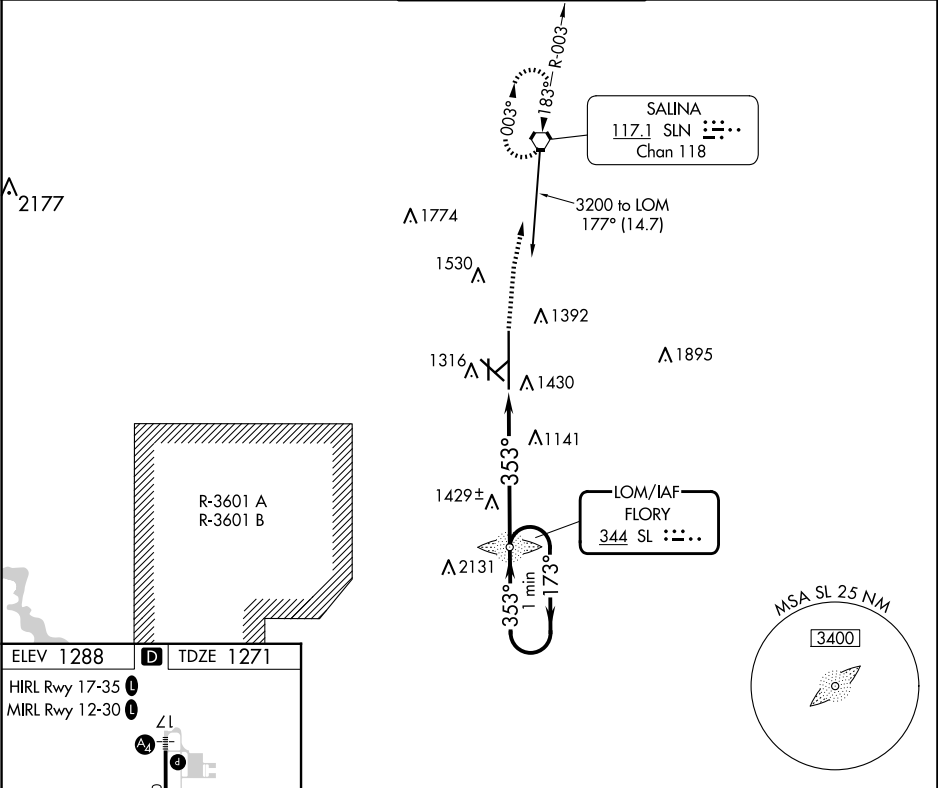 R-003
183°
003°
SALINA
117.1 SLN
Chan 118
3200 to LOM
177° (14.7)
2177
1774
1530
1392
1316
1895
1430
1141
353°
R-3601 A
R-3601 B
1429±
LOM/IAF
FLORY
344 SL
2131
353°
1 min
173°
MSA SL 25 NM
3400
ELEV 1288
D
TDZE 1271
HIRL Rwy 17-35 L
MIRL Rwy 12-30 L
17
A4
P